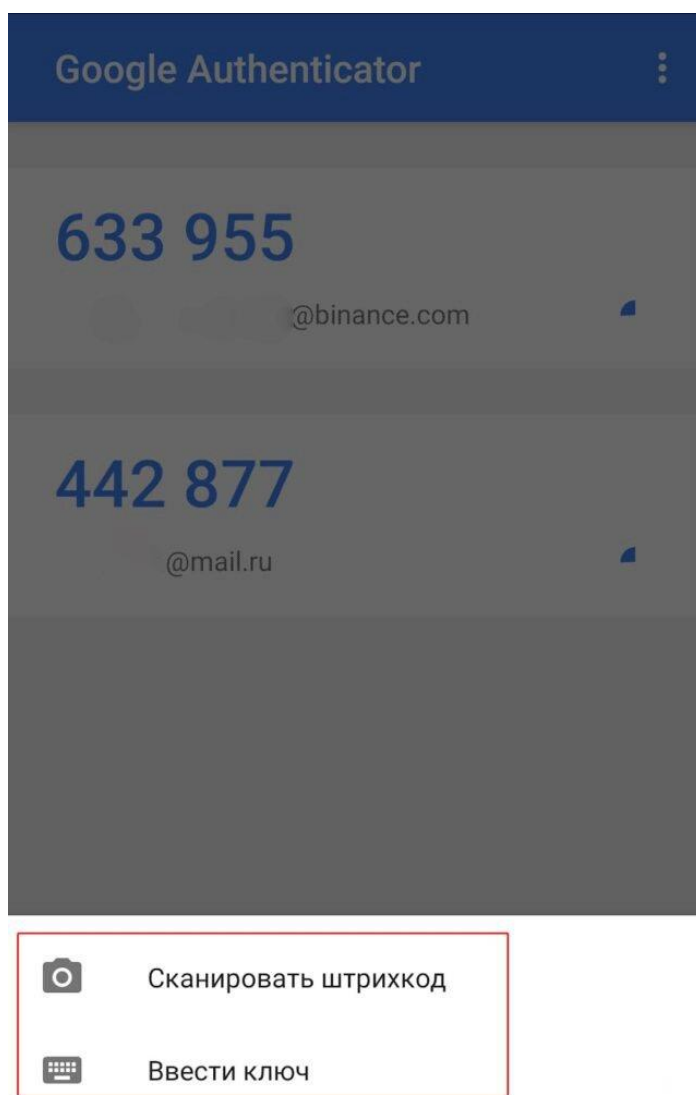 Google Authenticator
633 955
@binance.com
442 877
@mail.ru
Сканировать штрихкод
Ввести ключ